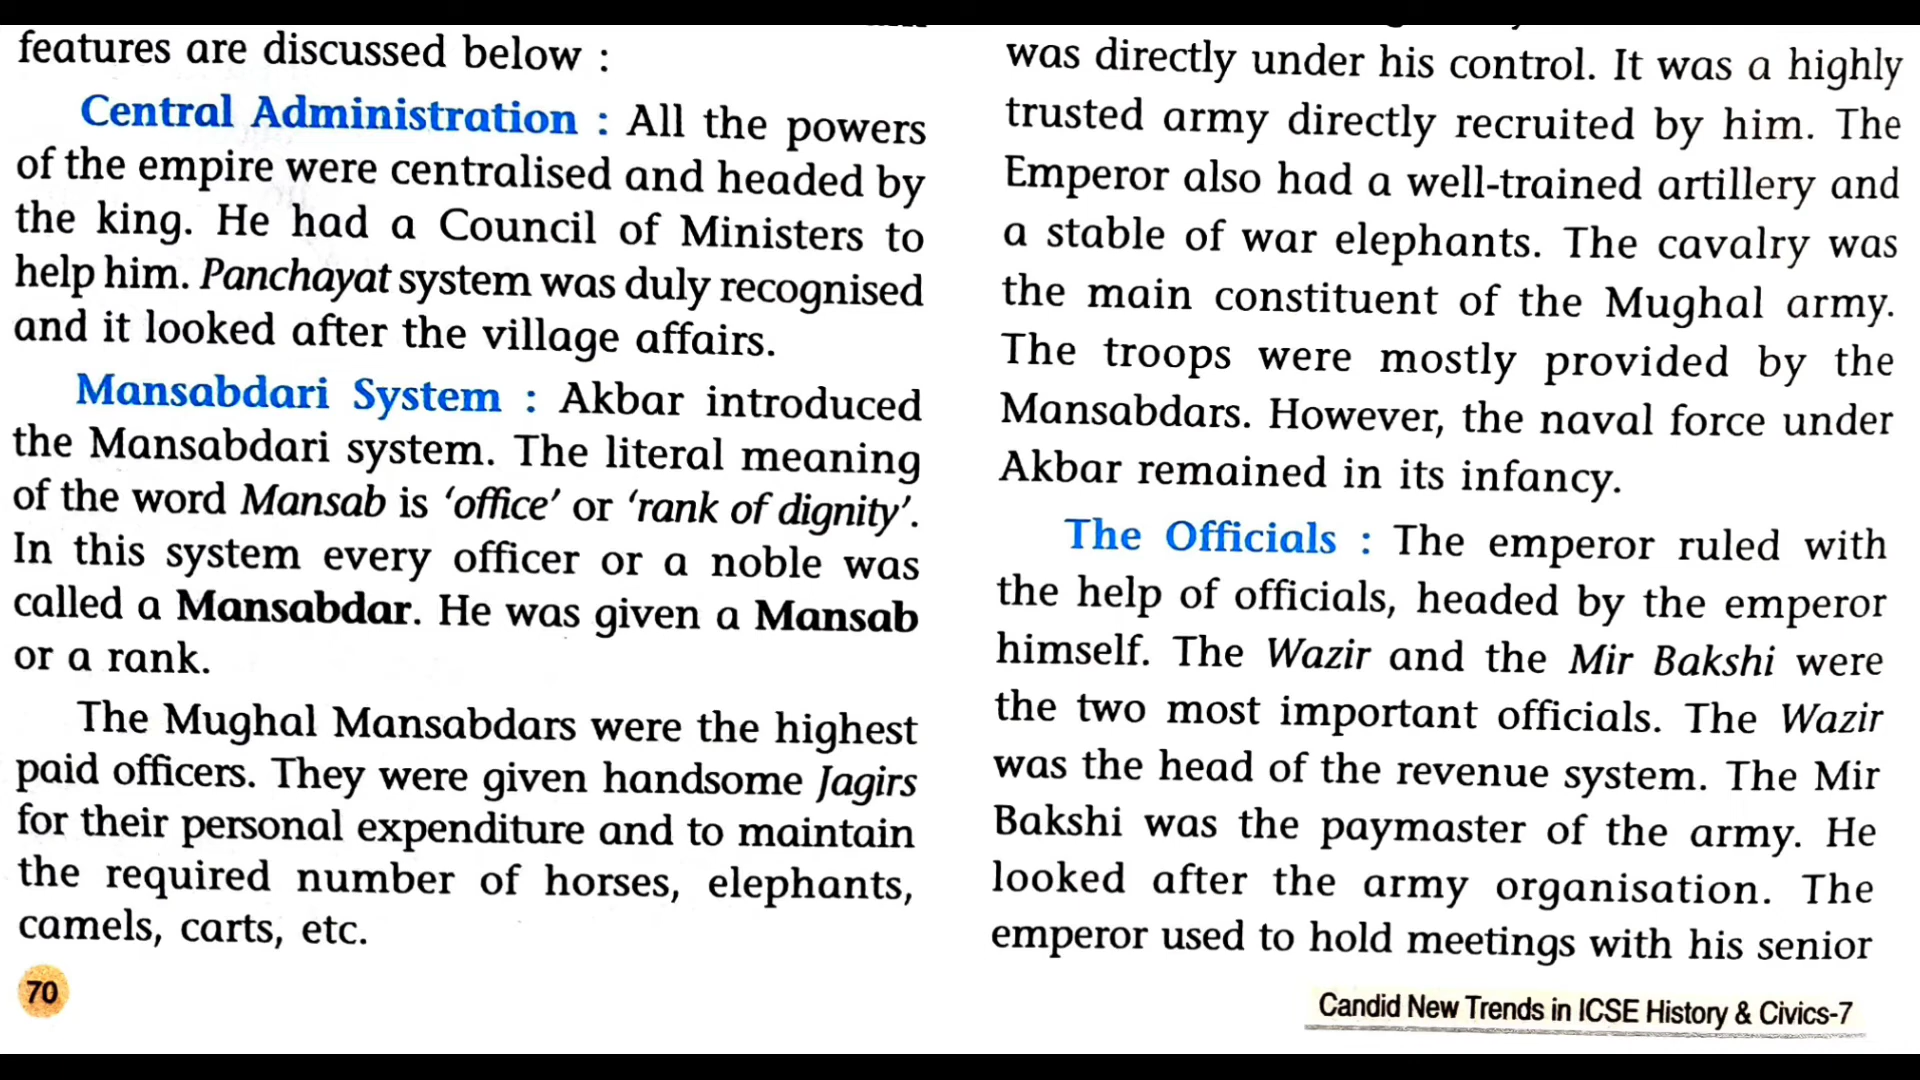 features are discussed below :
Central Administration : All the powers
of the empire were centralised and headed by
the king. He had a Council of Ministers to
help him. Panchayat system was duly recognised
and it looked after the village affairs.
Mansabdari System : Akbar introduced
the Mansabdari system. The literal meaning
of the word Mansab is ‘office’ or ‘rank of dignity’.
In this system every officer or a noble was
called a Mansabdar. He was given a Mansab
or a rank.
The Mughal Mansabdars were the highest
paid officers. They were given handsome Jagirs
for their personal expenditure and to maintain
the required number of horses, elephants,
camels, carts, etc.
70
was directly under his control. It was a highly
trusted army directly recruited by him. The
Emperor also had a well-trained artillery and
a stable of war elephants. The cavalry was
the main constituent of the Mughal army.
The troops were mostly provided by the
Mansabdars. However, the naval force under
Akbar remained in its infancy.
The Officials : The emperor ruled with
the help of officials, headed by the emperor
himself. The Wazir and the Mir Bakshi were
the two most important officials. The Wazir
was the head of the revenue system. The Mir
Bakshi was the paymaster of the army. He
looked after the army organisation. The
emperor used to hold meetings with his senior
Candid New Trends in ICSE History & Civics-7